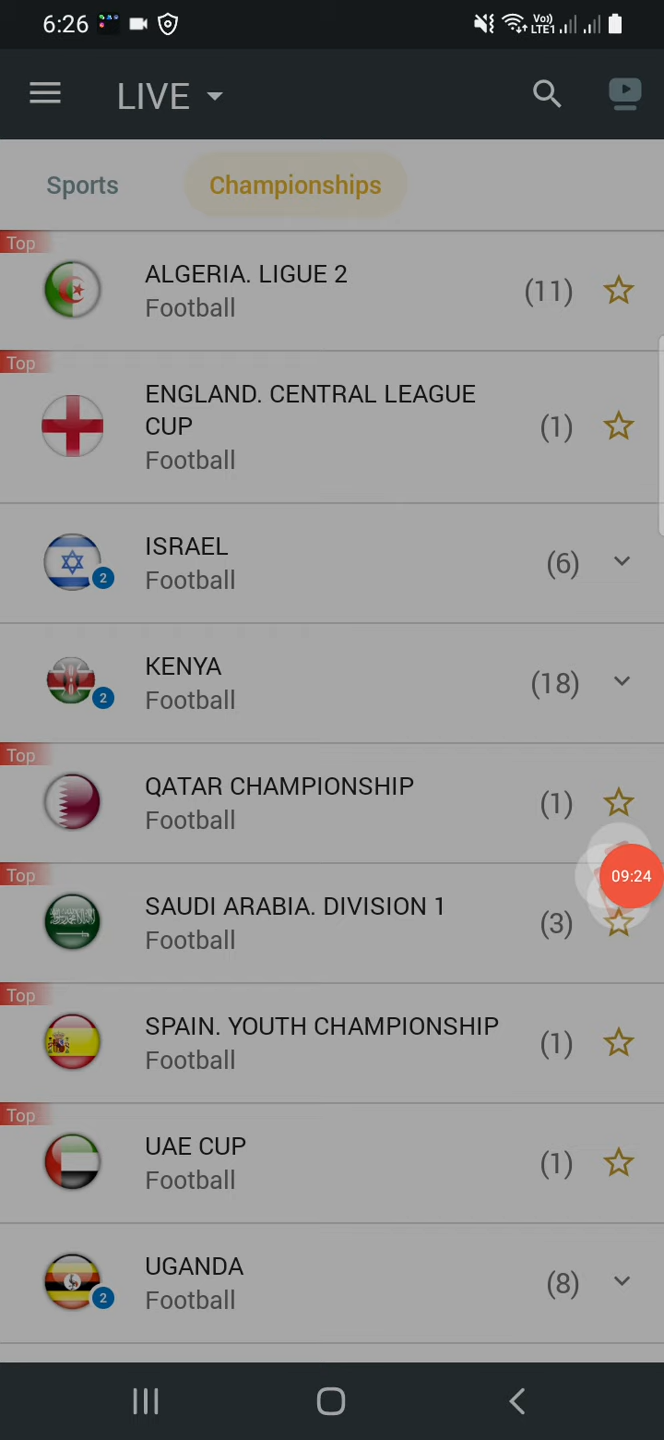 6:26
Vo)
LTE1
LIVE
Sports
Championships
Top
ALGERIA. LIGUE 2
Football
(11)
Top
ENGLAND. CENTRAL LEAGUE
CUP
Football
(1)
ISRAEL
Football
2
(6)
KENYA
Football
2
(18)
Top
QATAR CHAMPIONSHIP
Football
(1)
09:24
Top
SAUDI ARABIA. DIVISION 1
Football
(3)
Top
SPAIN. YOUTH CHAMPIONSHIP
Football
(1)
Top
UAE CUP
Football
(1)
UGANDA
Football
2
(8)